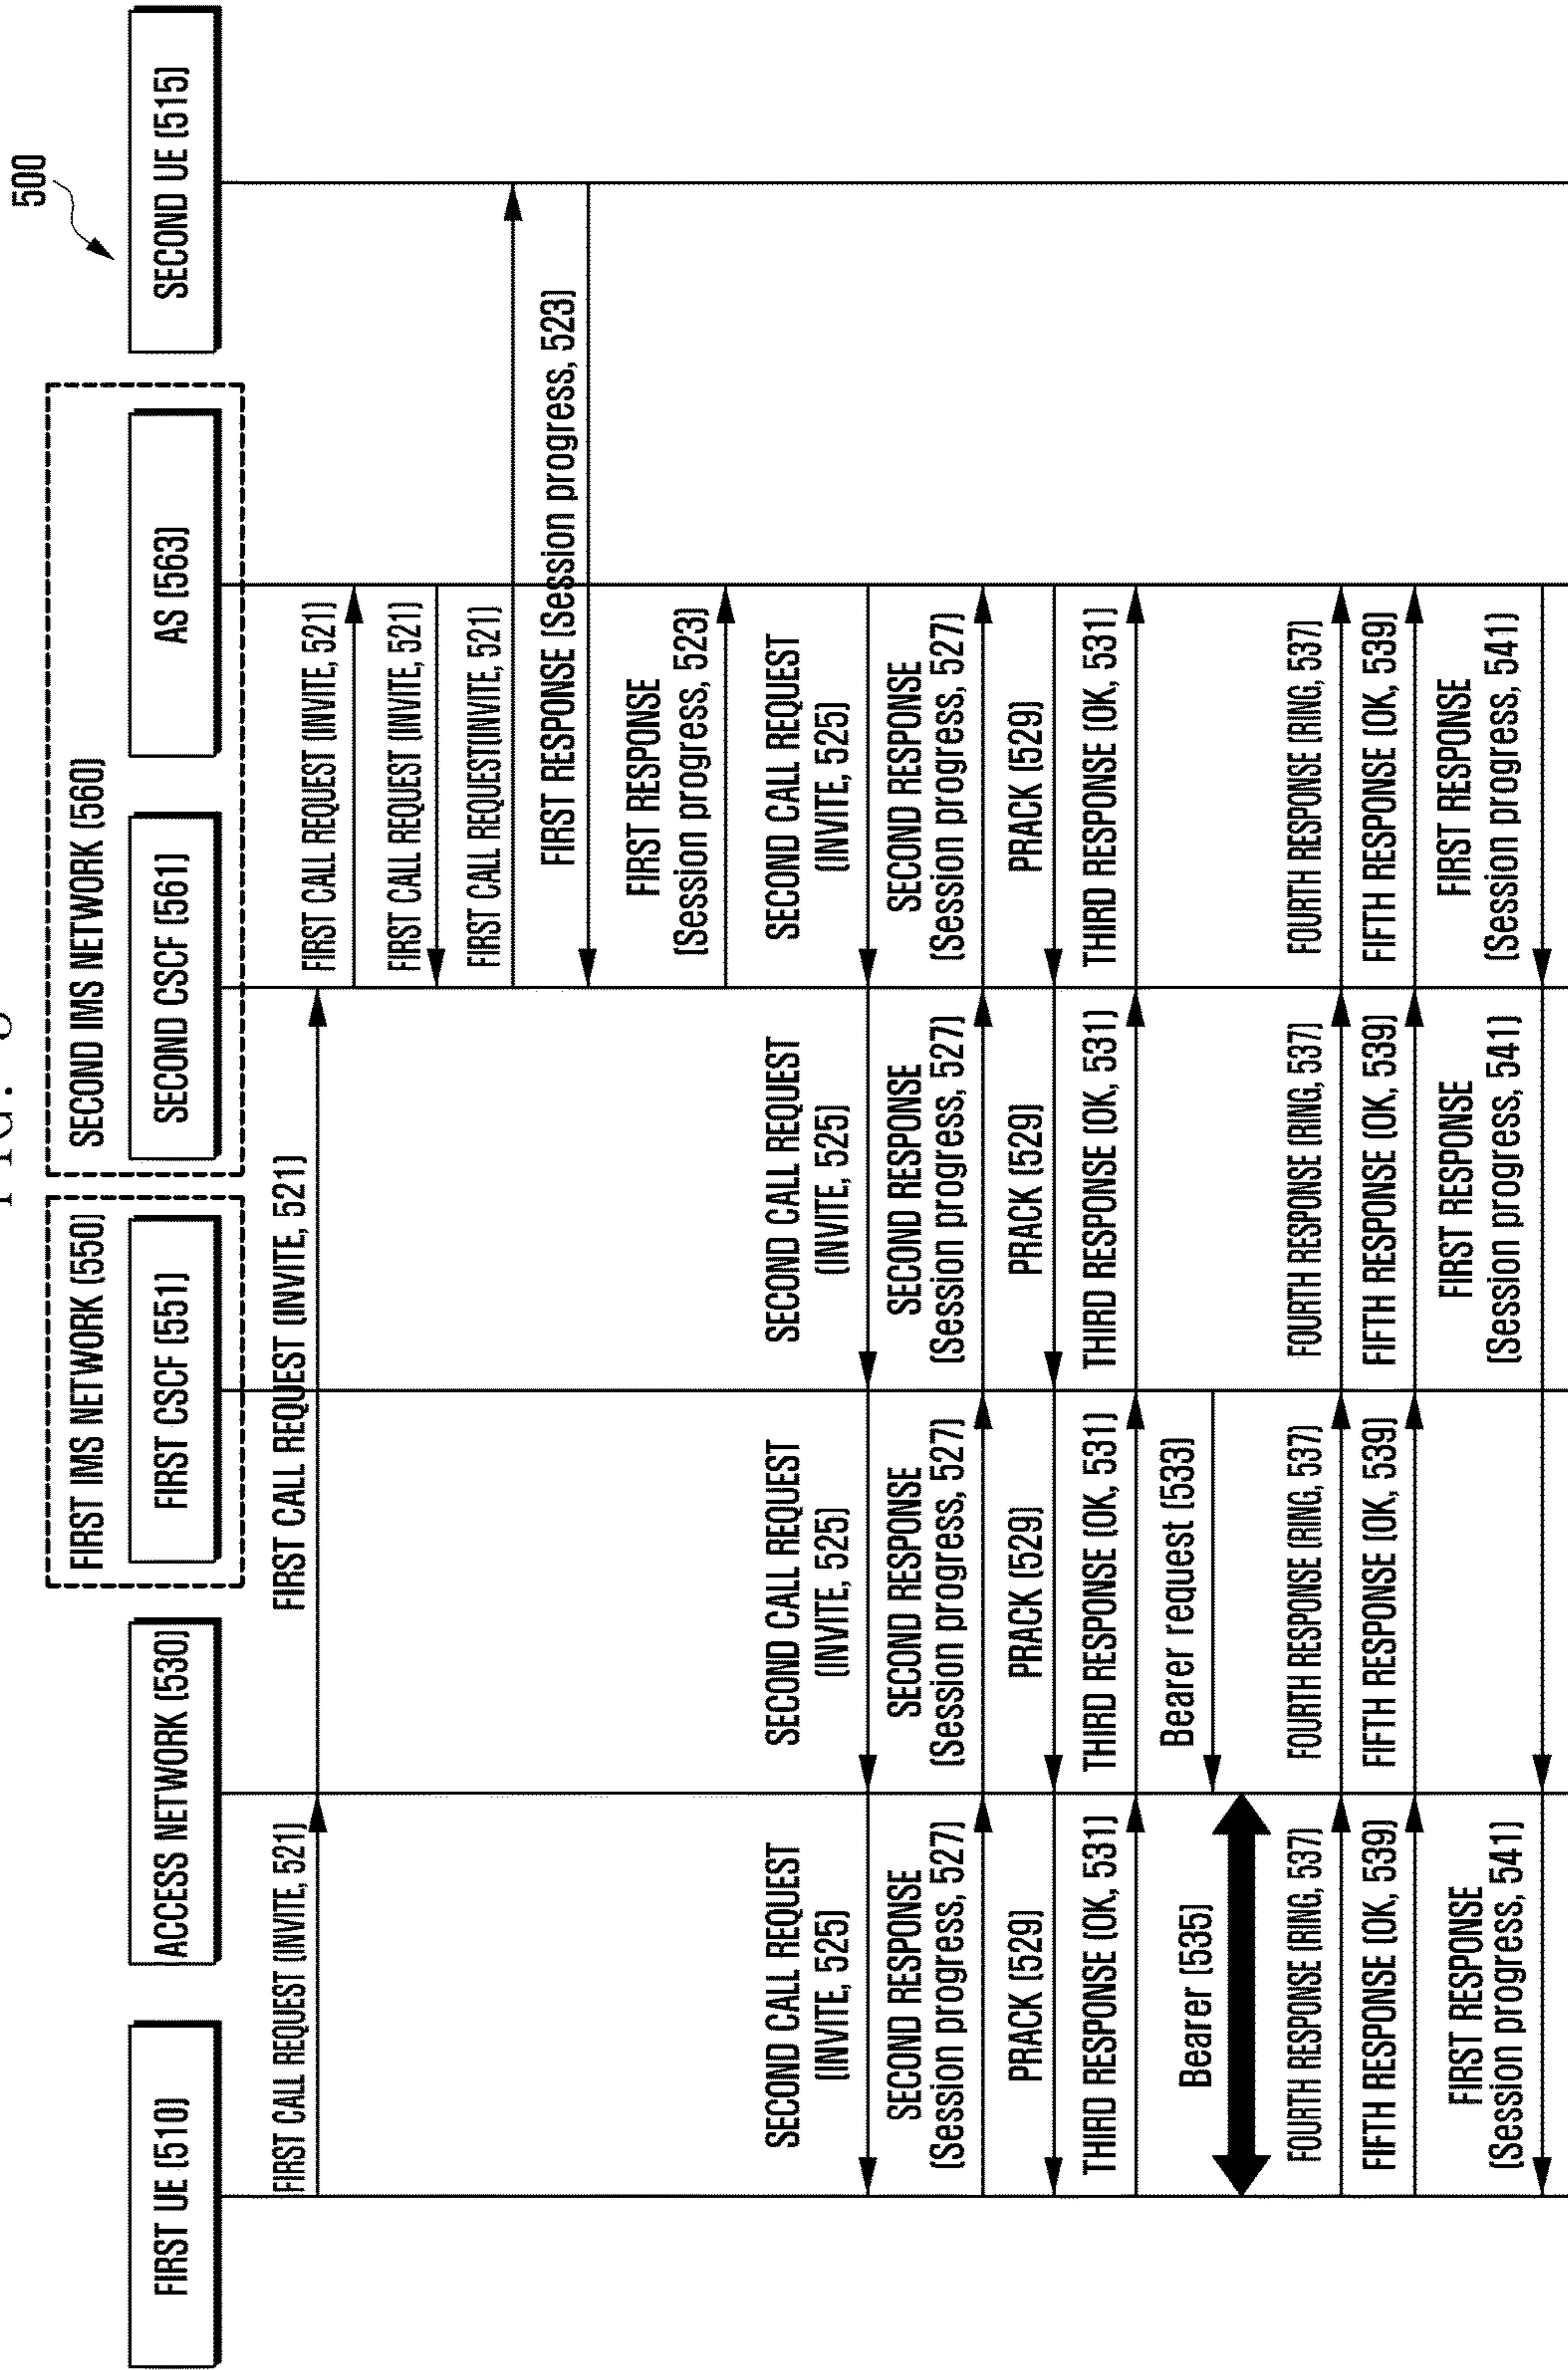 FIG. 5
500
FIRST IMS NETWORK (550)
SECOND IMS NETWORK (560)
FIRST UE (510)
ACCESS NETWORK (530)
FIRST CSCF (551)
SECOND CSCF (561)
AS (563)
SECOND UE (515)
FIRST CALL REQUEST (INVITE, 521)
FIRST CALL REQUEST (INVITE, 521)
FIRST CALL REQUEST (INVITE, 521)
FIRST CALL REQUEST (INVITE, 521)
FIRST CALL REQUEST(INVITE, 521)
FIRST RESPONSE (Session progress, 523)
FIRST RESPONSE
(Session progress, 523)
SECOND CALL REQUEST
(INVITE, 525)
SECOND CALL REQUEST
(INVITE, 525)
SECOND CALL REQUEST
(INVITE, 525)
SECOND CALL REQUEST
(INVITE, 525)
SECOND RESPONSE
(Session progress, 527)
SECOND RESPONSE
(Session progress, 527)
SECOND RESPONSE
(Session progress, 527)
SECOND RESPONSE
(Session progress, 527)
PRACK (529)
PRACK (529)
PRACK (529)
PRACK (529)
THIRD RESPONSE (OK, 531)
THIRD RESPONSE (OK, 531)
THIRD RESPONSE (OK, 531)
THIRD RESPONSE (OK, 531)
Bearer request (533)
Bearer (535)
FOURTH RESPONSE (RING, 537)
FOURTH RESPONSE (RING, 537)
FOURTH RESPONSE (RING, 537)
FOURTH RESPONSE (RING, 537)
FIFTH RESPONSE (OK, 539)
FIFTH RESPONSE (OK, 539)
FIFTH RESPONSE (OK, 539)
FIFTH RESPONSE (OK, 539)
FIRST RESPONSE
(Session progress, 541)
FIRST RESPONSE
(Session progress, 541)
FIRST RESPONSE
(Session progress, 541)